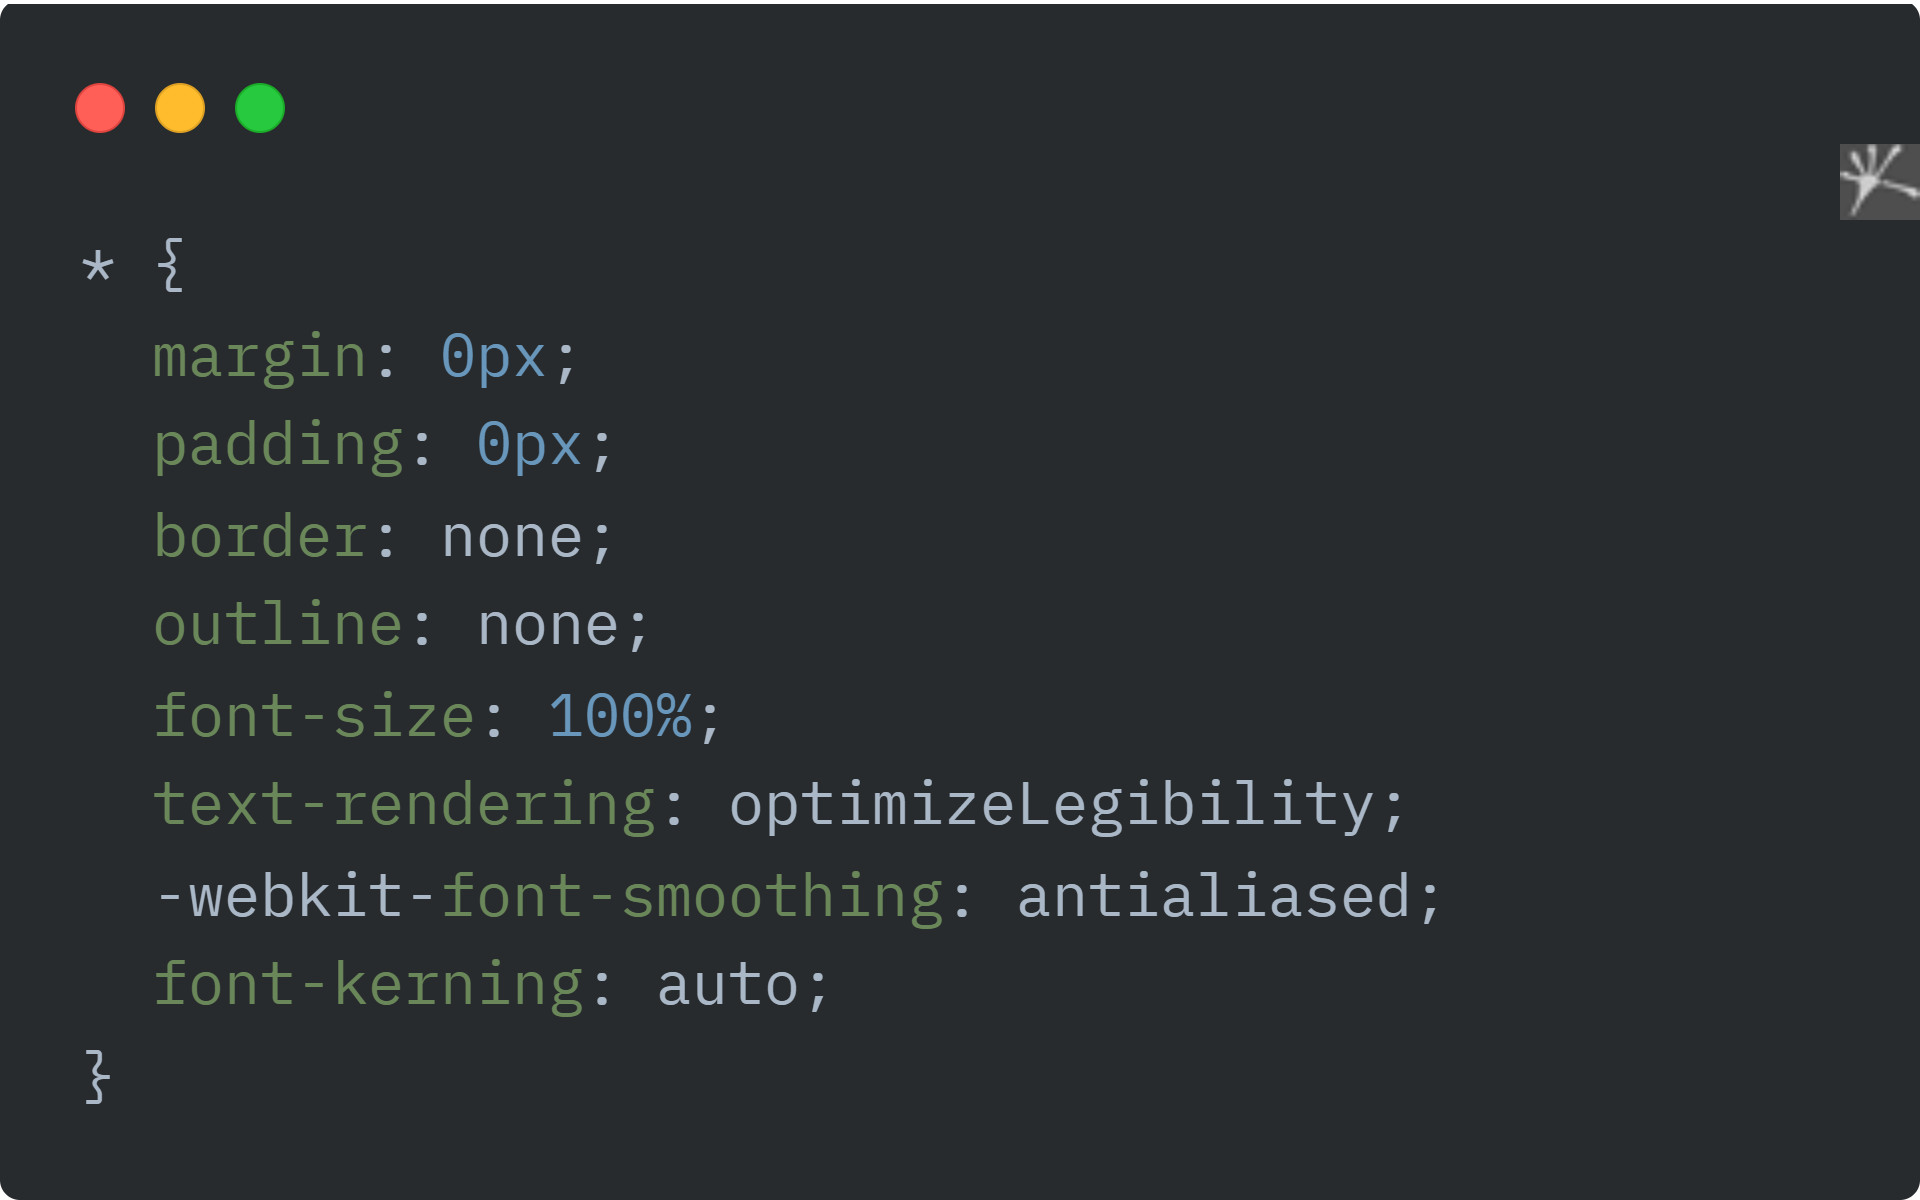 * {
margin: 0px;
padding: 0px;
border: none;
outline: none;
font-size: 100%;
text-rendering: optimizeLegibility;
-webkit-font-smoothing: antialiased;
font-kerning: auto;
}